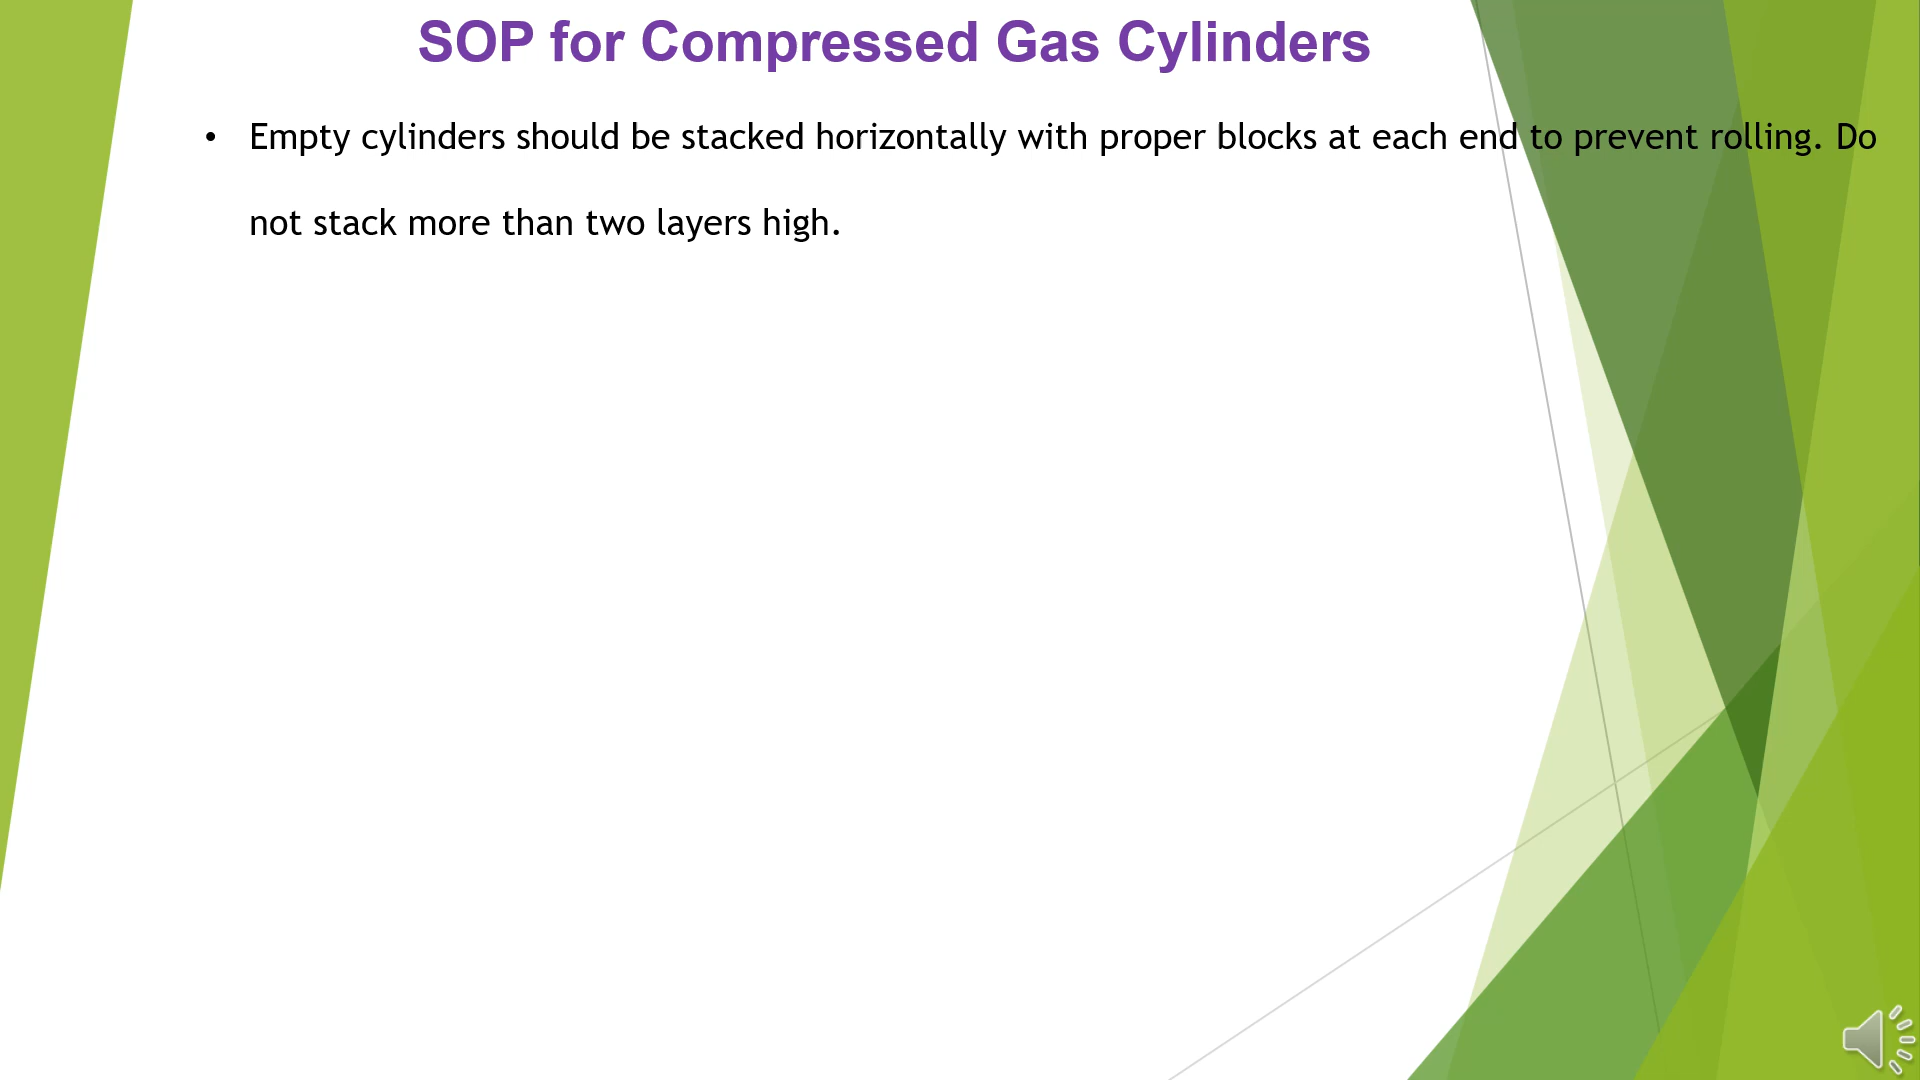 SOP for Compressed Gas Cylinders
• Empty cylinders should be stacked horizontally with proper blocks at each end to prevent rolling. Do
not stack more than two layers high.